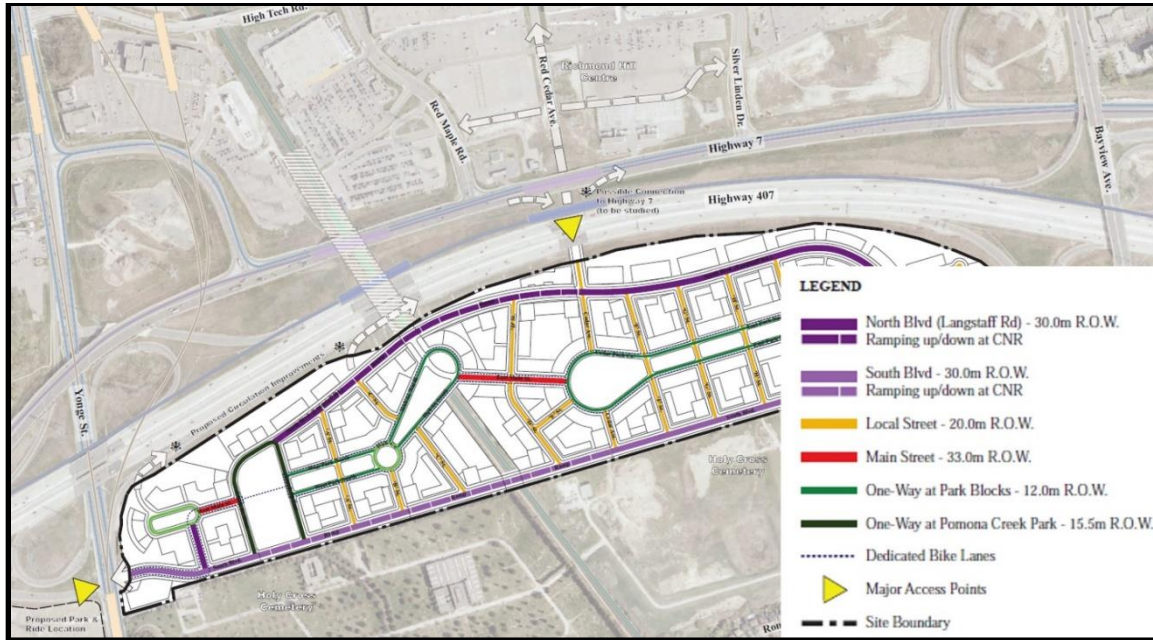 High Tech Rd.
Richmond Hill
Centre
Red Cedar Ave.
Silver Linden Dr.
Red Maple Rd.
Bayview Ave.
Highway 7
Possible Connection
to Highway 7
(to be studied)
Highway 407
Proposed Circulation Improvements
Yonge St.
Holy Cross
Cemetery
Holy Cross
Cemetery
Proposed Park &
Ride Location
LEGEND
North Blvd (Langstaff Rd) - 30.0m R.O.W.
Ramping up/down at CNR
South Blvd - 30.0m R.O.W.
Ramping up/down at CNR
Local Street - 20.0m R.O.W.
Main Street - 33.0m R.O.W.
One-Way at Park Blocks - 12.0m R.O.W.
One-Way at Pomona Creek Park - 15.5m R.O.W.
Dedicated Bike Lanes
Major Access Points
Site Boundary